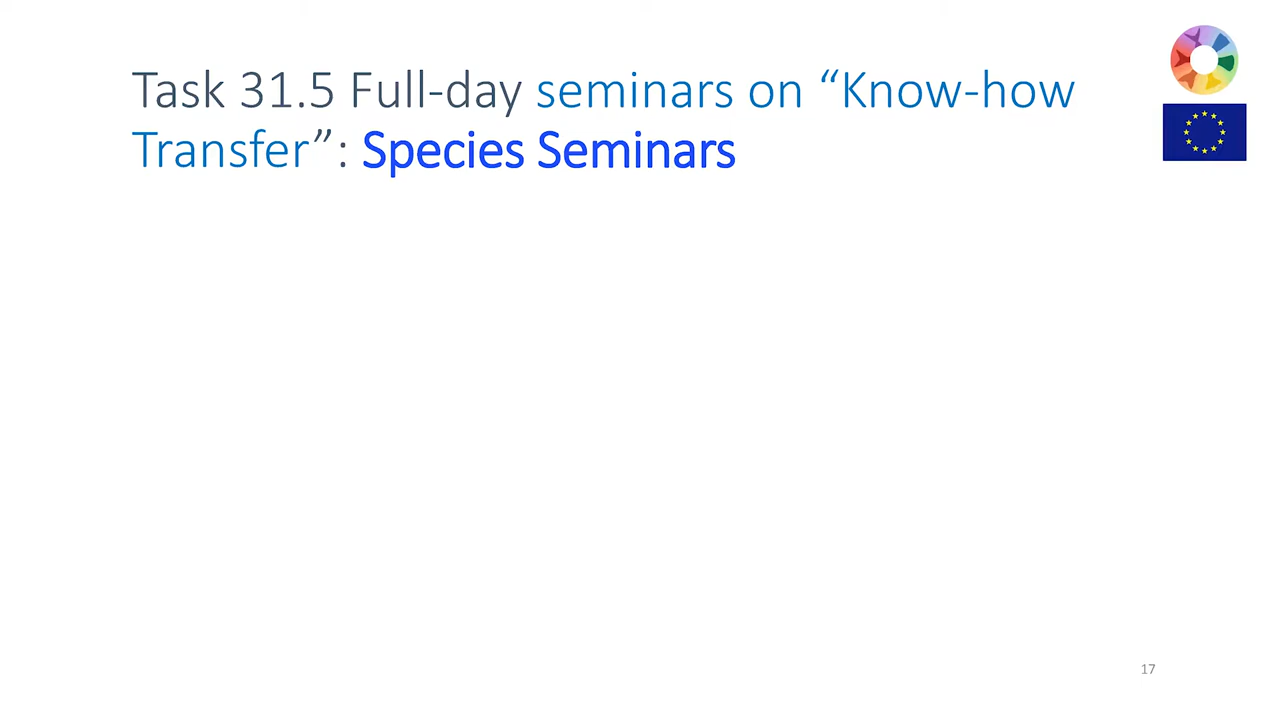 Task 31.5 Full-day seminars on “Know-how
Transfer”: Species Seminars
17